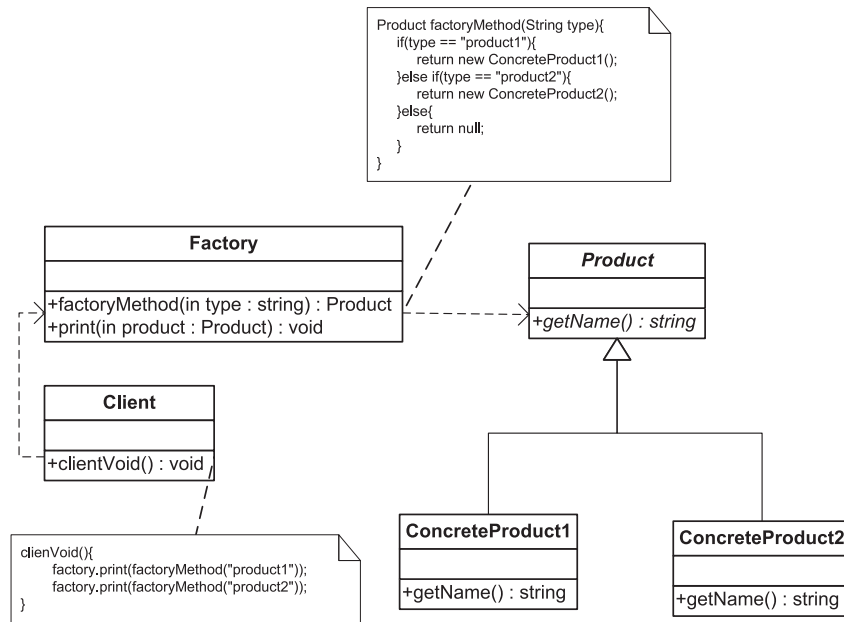 Product factoryMethod(String type){
if(type == "product1"){
return new ConcreteProduct1();
}else if(type == "product2"){
return new ConcreteProduct2();
}else{
return null;
}
}
Factory
+factoryMethod(in type : string) : Product
+print(in product : Product) : void
Product
+getName() : string
Client
+clientVoid() : void
clienVoid(){
factory.print(factoryMethod("product1"));
factory.print(factoryMethod("product2"));
}
ConcreteProduct1
+getName() : string
ConcreteProduct2
+getName() : string